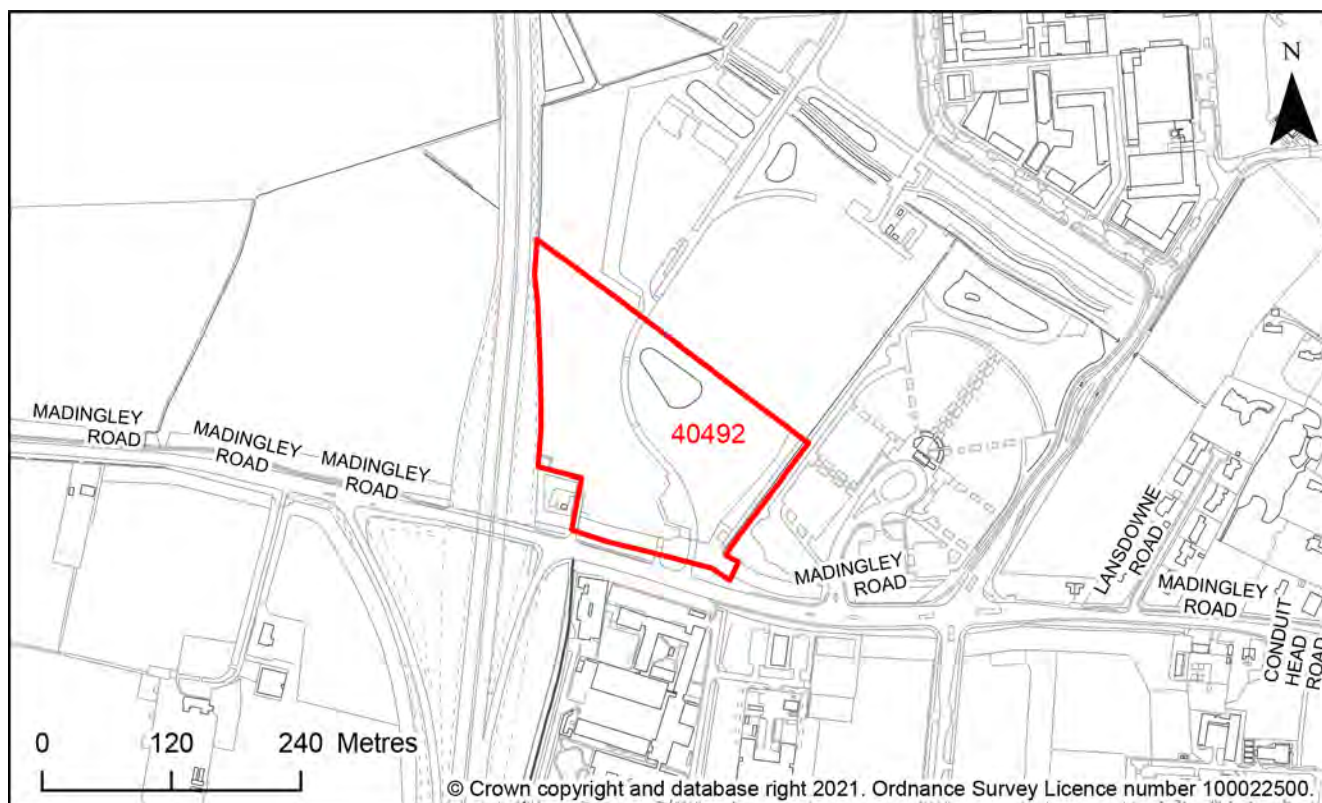 N
40492
MADINGLEY
ROAD
MADINGLEY
ROAD
MADINGLEY
ROAD
MADINGLEY
ROAD
LANSDOWNE
ROAD
MADINGLEY
ROAD
CONDUIT
HEAD
ROAD
0 120 240 Metres
© Crown copyright and database right 2021. Ordnance Survey Licence number 100022500.